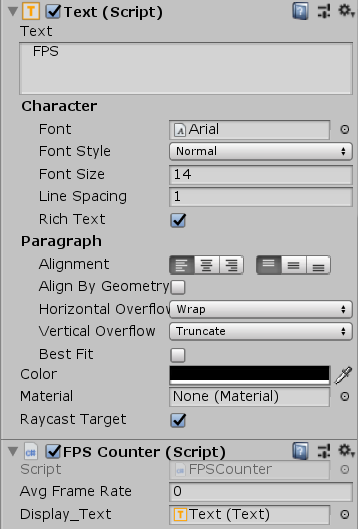 Text (Script)
Text
FPS
Character
Font Arial
Font Style Normal
Font Size 14
Line Spacing 1
Rich Text
Paragraph
Alignment
Align By Geometry
Horizontal Overflow Wrap
Vertical Overflow Truncate
Best Fit
Color
Material None (Material)
Raycast Target
FPS Counter (Script)
Script FPSCounter
Avg Frame Rate 0
Display_Text Text (Text)